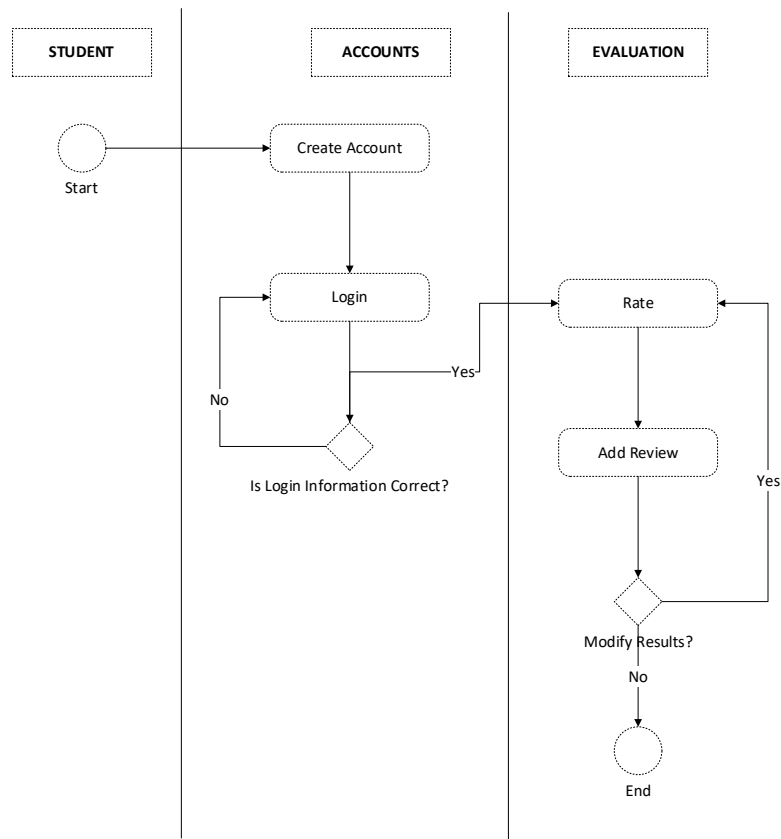 STUDENT
ACCOUNTS
EVALUATION
Create Account
Start
Login
Rate
Yes
No
Add Review
Is Login Information Correct?
Yes
Modify Results?
No
End